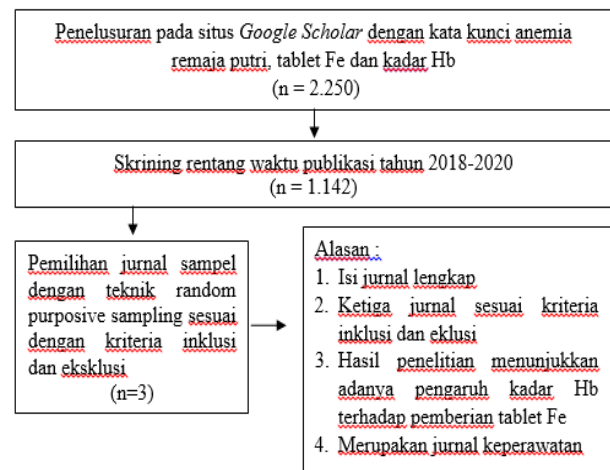 Penelusuran pada situs Google Scholar dengan kata kunci anemia
remaja putri, tablet Fe dan kadar Hb
(n = 2.250)
Skrining rentang waktu publikasi tahun 2018-2020
(n = 1.142)
Pemilihan jurnal sampel
dengan teknik random
purposive sampling sesuai
dengan kriteria inklusi
dan eksklusi
(n=3)
Alasan :
1. Isi jurnal lengkap
2. Ketiga jurnal sesuai kriteria
inklusi dan eklusi
3. Hasil penelitian menunjukkan
adanya pengaruh kadar Hb
terhadap pemberian tablet Fe
4. Merupakan jurnal keperawatan